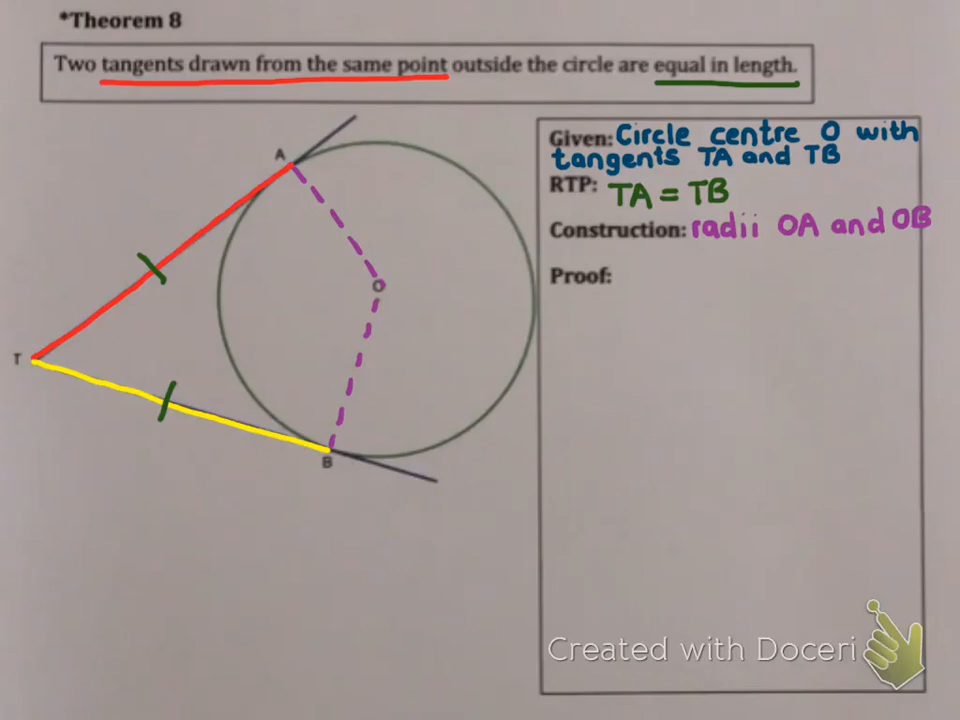 *Theorem 8
Two tangents drawn from the same point outside the circle are equal in length.
A
O
T
B
Given: Circle centre O with
tangents TA and TB
RTP: TA = TB
Construction: radii OA and OB
Proof:
Created with Doceri